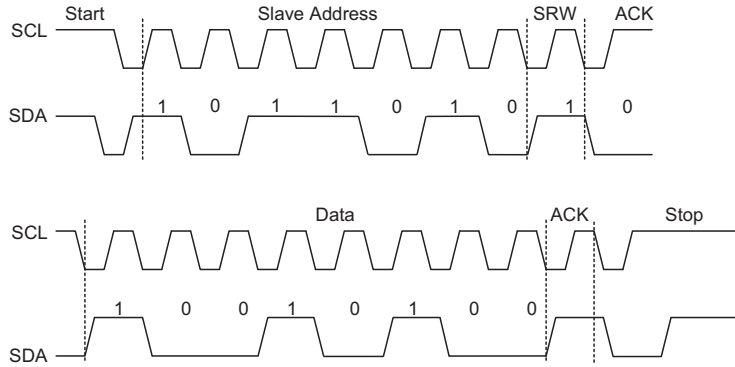 Start Slave Address SRW ACK
SCL
1 0 1 1 0 1 0 1 0
SDA
Data ACK Stop
SCL
1 0 0 1 0 1 0 0
SDA